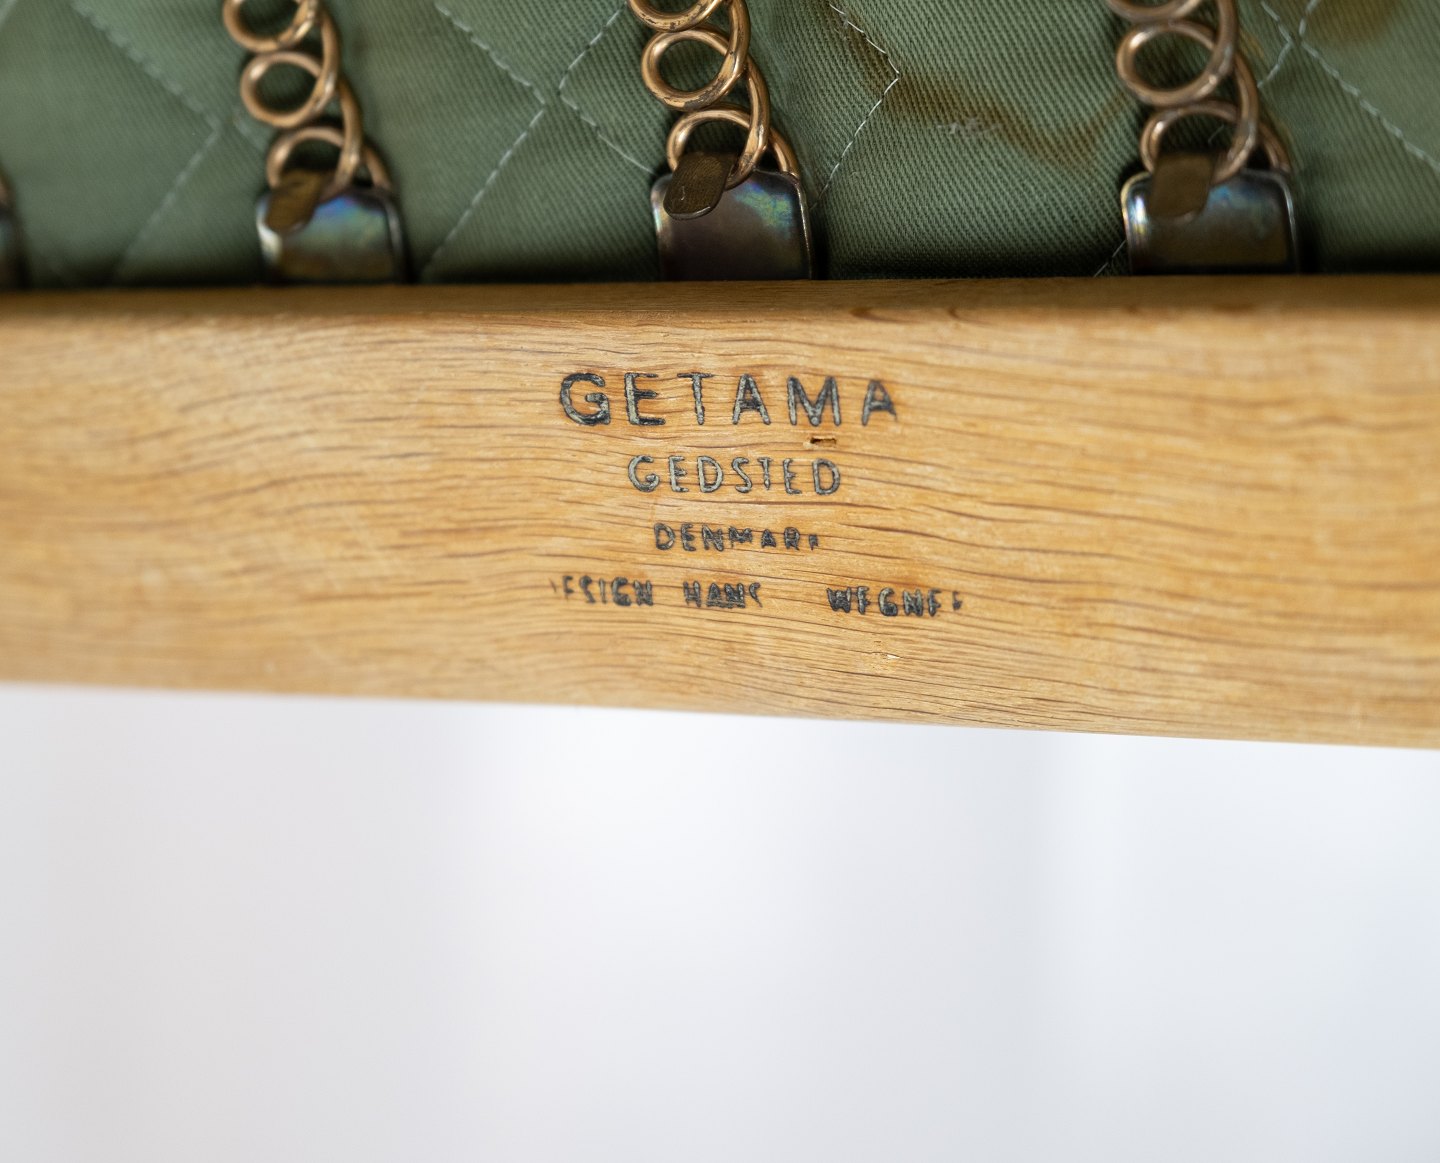 GETAMA
GEDSTED
DENMARK
DESIGN HANS WEGNER